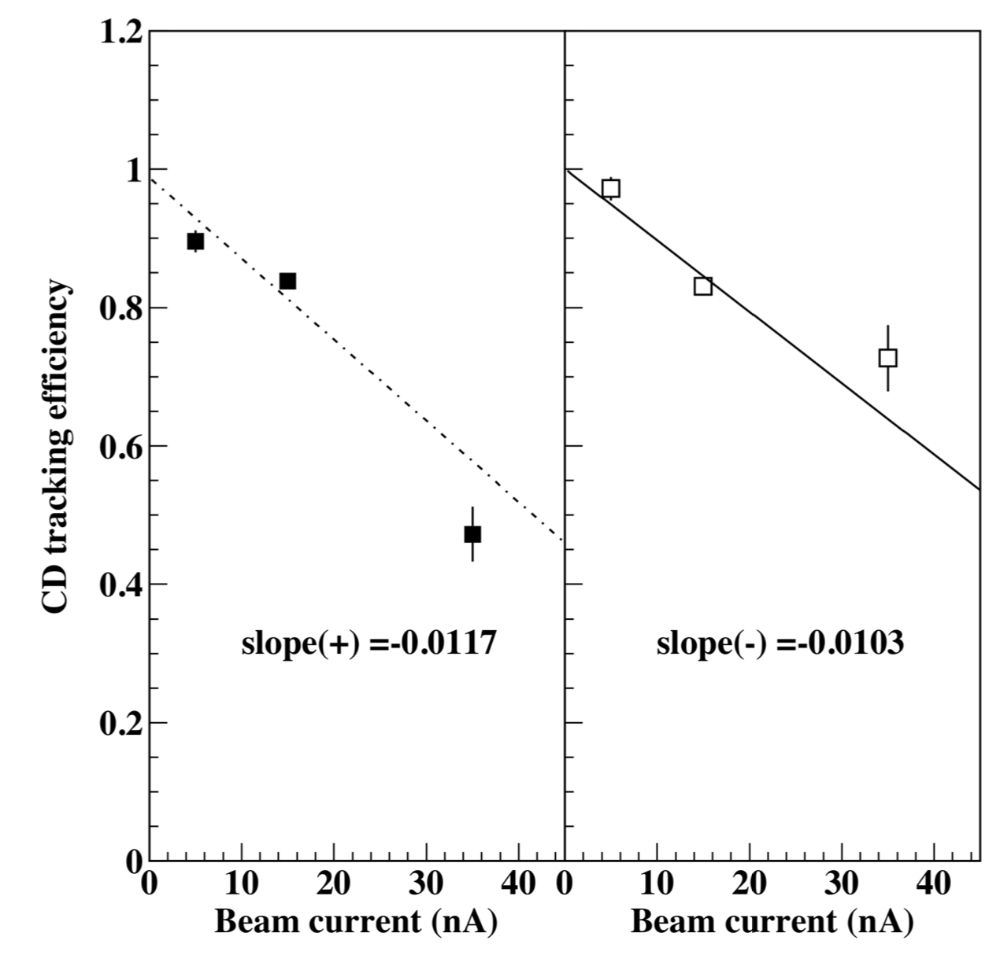 1.2
1
0.8
0.6
0.4
0.2
0
CD tracking efficiency
slope(+) =-0.0117
slope(-) =-0.0103
0 10 20 30 40 0 10 20 30 40
Beam current (nA) Beam current (nA)